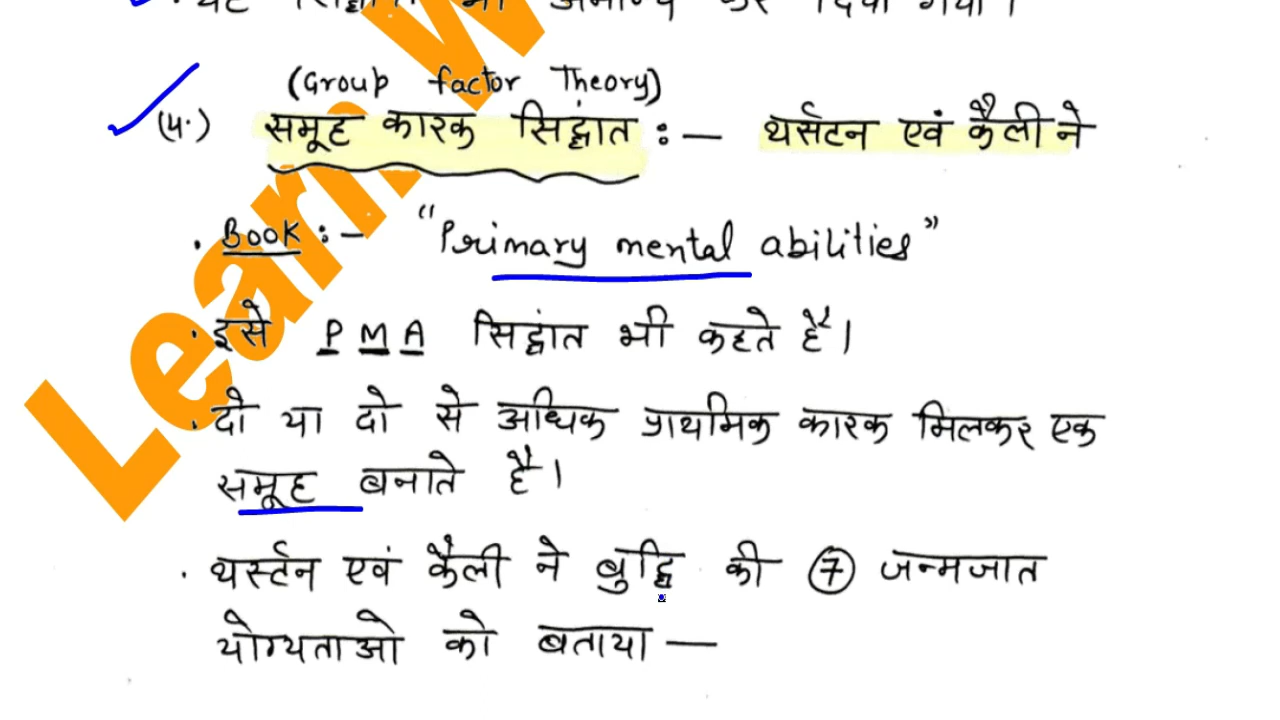 (Group factor Theory)
(4.) समूह कारक सिद्धांत :- थर्सटन एवं कैली ने
• Book :- "Primary mental abilities"
• इसे P M A सिद्धांत भी कहते हैं।
• दो या दो से अधिक प्राथमिक कारक मिलकर एक
समूह बनाते हैं।
• थर्स्टन एवं कैली ने बुद्धि की 7 जन्मजात
योग्यताओ को बताया —